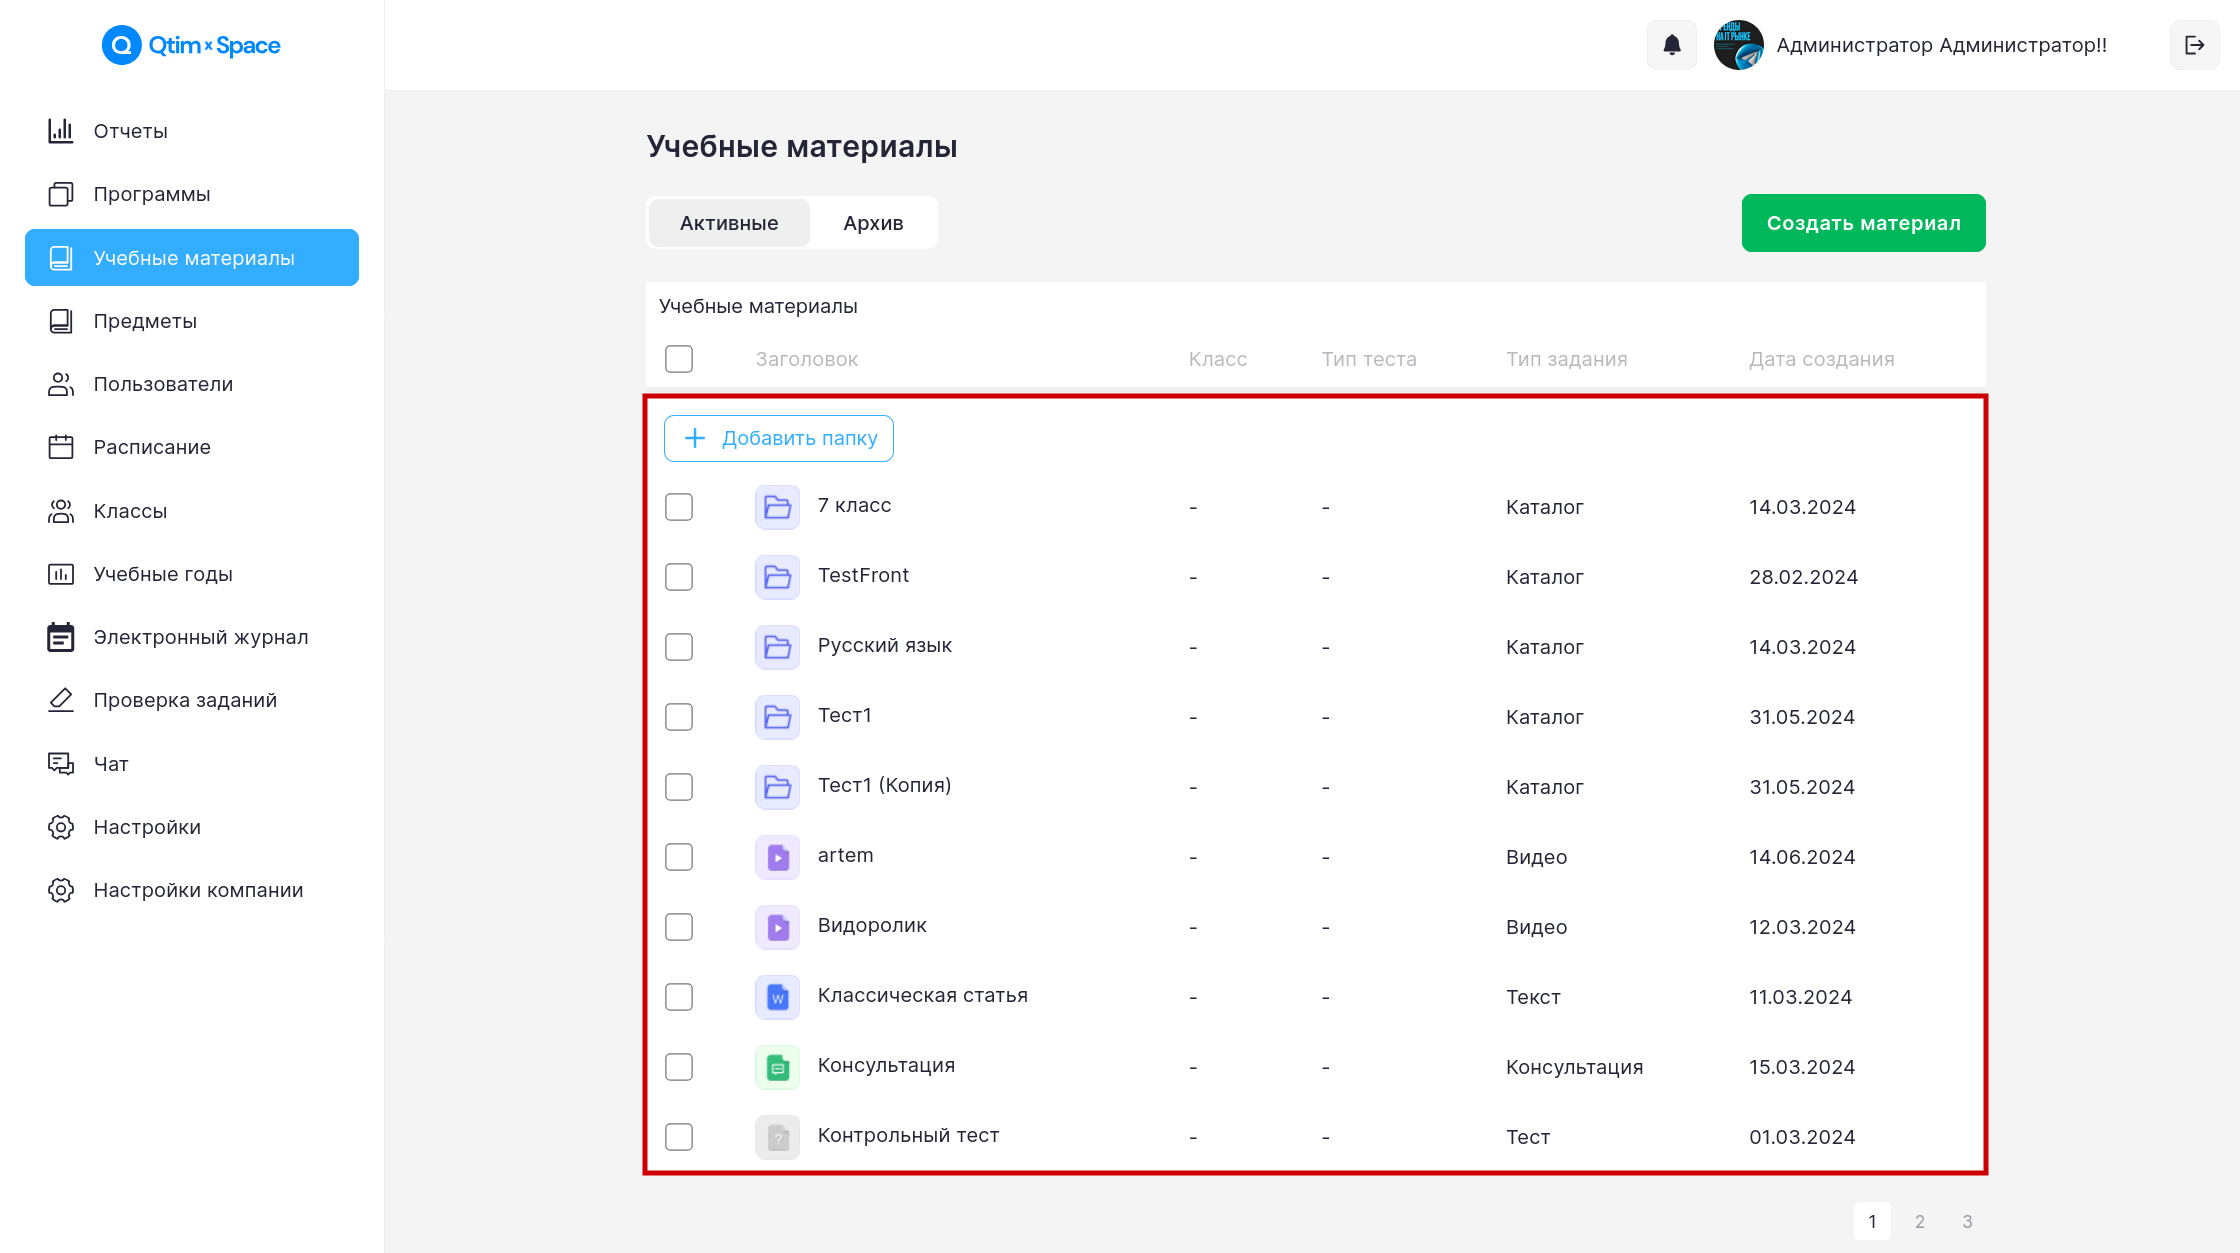 Qtim×Space
Администратор Администратор!!
Отчеты
Программы
Учебные материалы
Предметы
Пользователи
Расписание
Классы
Учебные годы
Электронный журнал
Проверка заданий
Чат
Настройки
Настройки компании
Учебные материалы
Активные Архив
Создать материал
Учебные материалы
Заголовок Класс Тип теста Тип задания Дата создания
Добавить папку
7 класс - - Каталог 14.03.2024
TestFront - - Каталог 28.02.2024
Русский язык - - Каталог 14.03.2024
Тест1 - - Каталог 31.05.2024
Тест1 (Копия) - - Каталог 31.05.2024
artem - - Видео 14.06.2024
Видоролик - - Видео 12.03.2024
W Классическая статья - - Текст 11.03.2024
Консультация - - Консультация 15.03.2024
? Контрольный тест - - Тест 01.03.2024
1 2 3